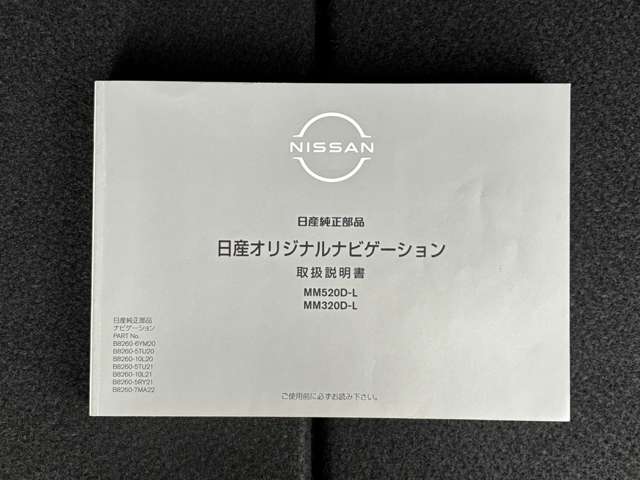 NISSAN
日産純正部品
日産オリジナルナビゲーション
取扱説明書
MM520D-L
MM320D-L
日産純正部品
ナビゲーション
PART No.
B8260-6YM20
B8260-5TU20
B8260-10L20
B8260-5TU21
B8260-10L21
B8260-5RY21
B8260-7MA22
ご使用前に必ずお読み下さい。